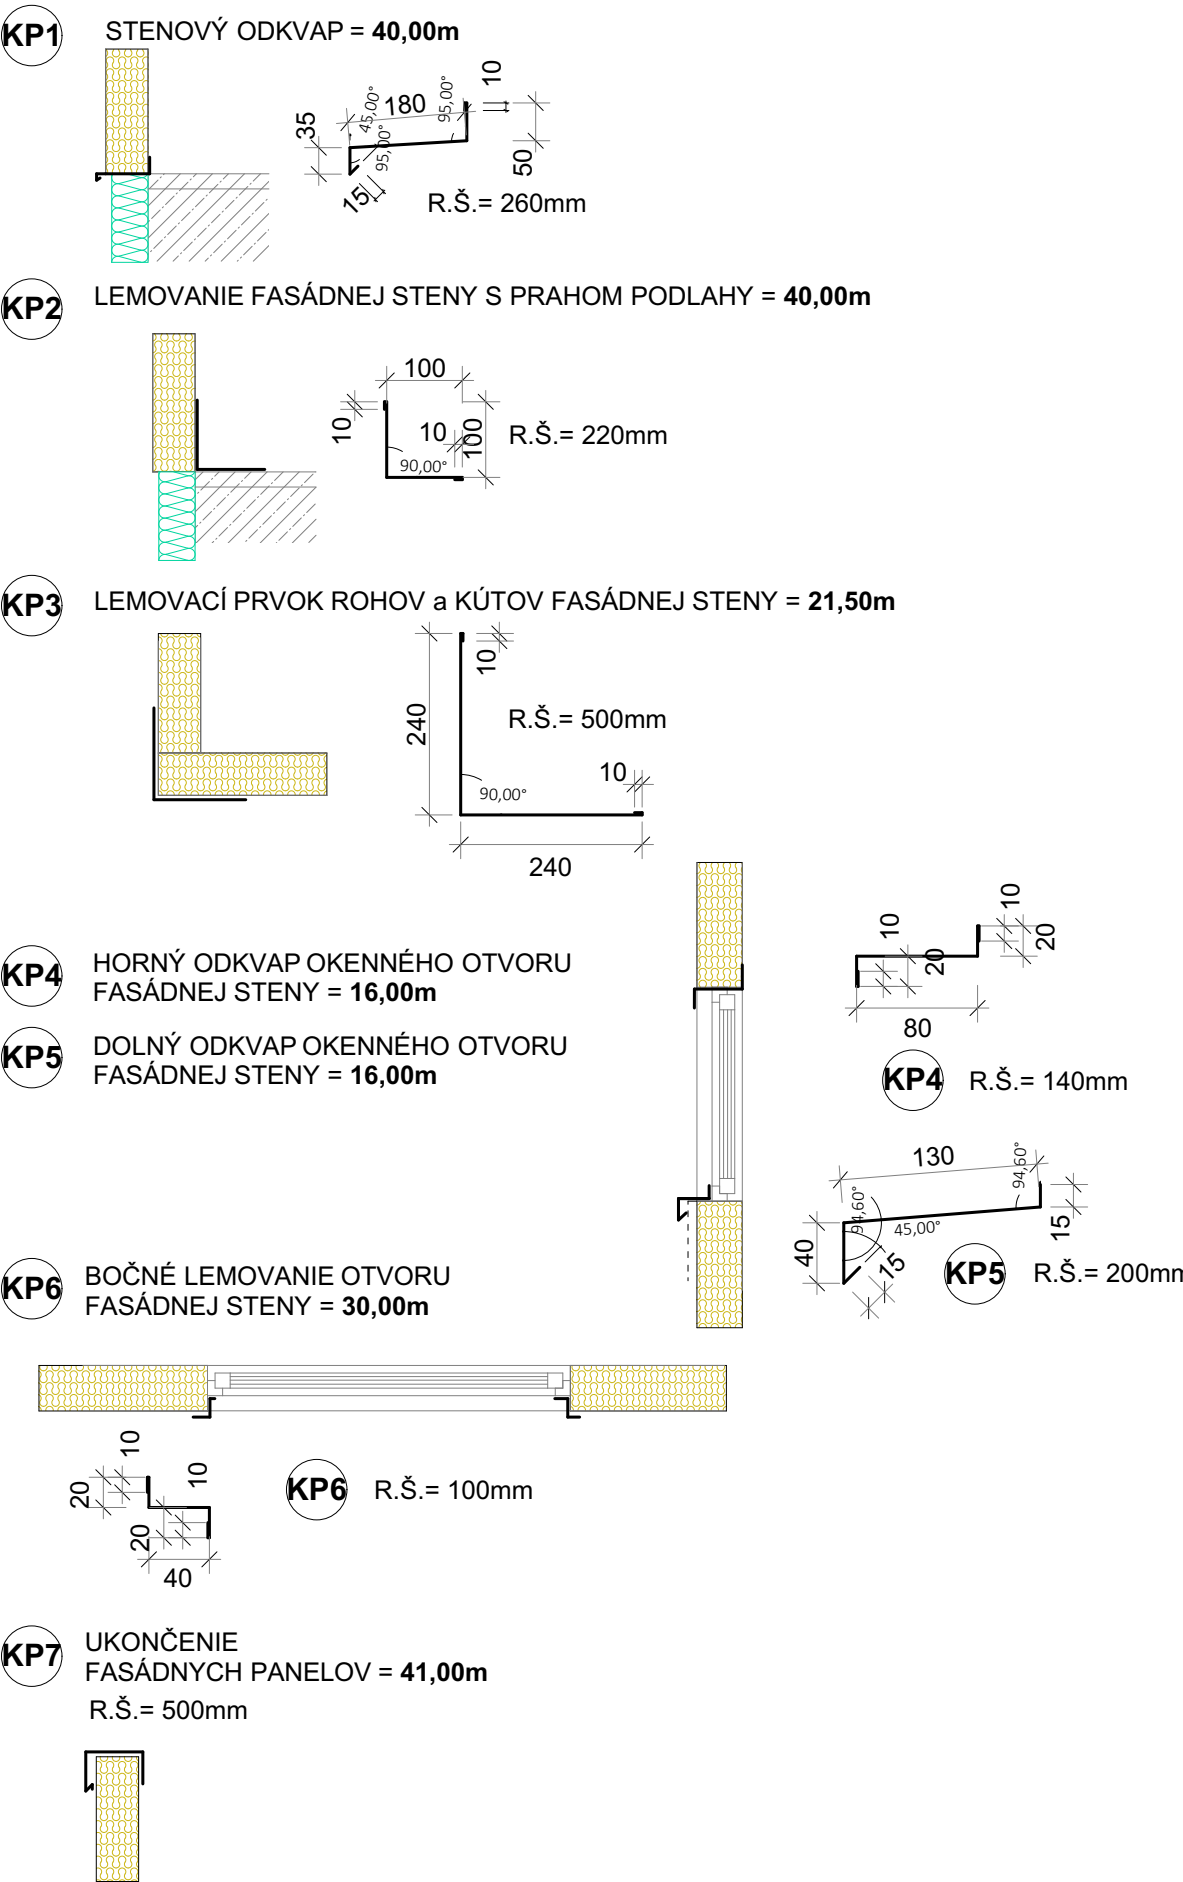 KP1 STENOVÝ ODKVAP = 40,00m
35
45,00°
180
95,00°
10
95,00°
50
15
R.Š.= 260mm
KP2 LEMOVANIE FASÁDNEJ STENY S PRAHOM PODLAHY = 40,00m
100
10
10
100
90,00°
R.Š.= 220mm
KP3 LEMOVACÍ PRVOK ROHOV a KÚTOV FASÁDNEJ STENY = 21,50m
10
240
R.Š.= 500mm
10
90,00°
240
KP4 HORNÝ ODKVAP OKENNÉHO OTVORU
FASÁDNEJ STENY = 16,00m
10
10
20
20
80
KP4 R.Š.= 140mm
KP5 DOLNÝ ODKVAP OKENNÉHO OTVORU
FASÁDNEJ STENY = 16,00m
130
94,60°
94,60°
45,00°
15
40
15
KP5 R.Š.= 200mm
KP6 BOČNÉ LEMOVANIE OTVORU
FASÁDNEJ STENY = 30,00m
10
10
20
20
40
KP6 R.Š.= 100mm
KP7 UKONČENIE
FASÁDNYCH PANELOV = 41,00m
R.Š.= 500mm